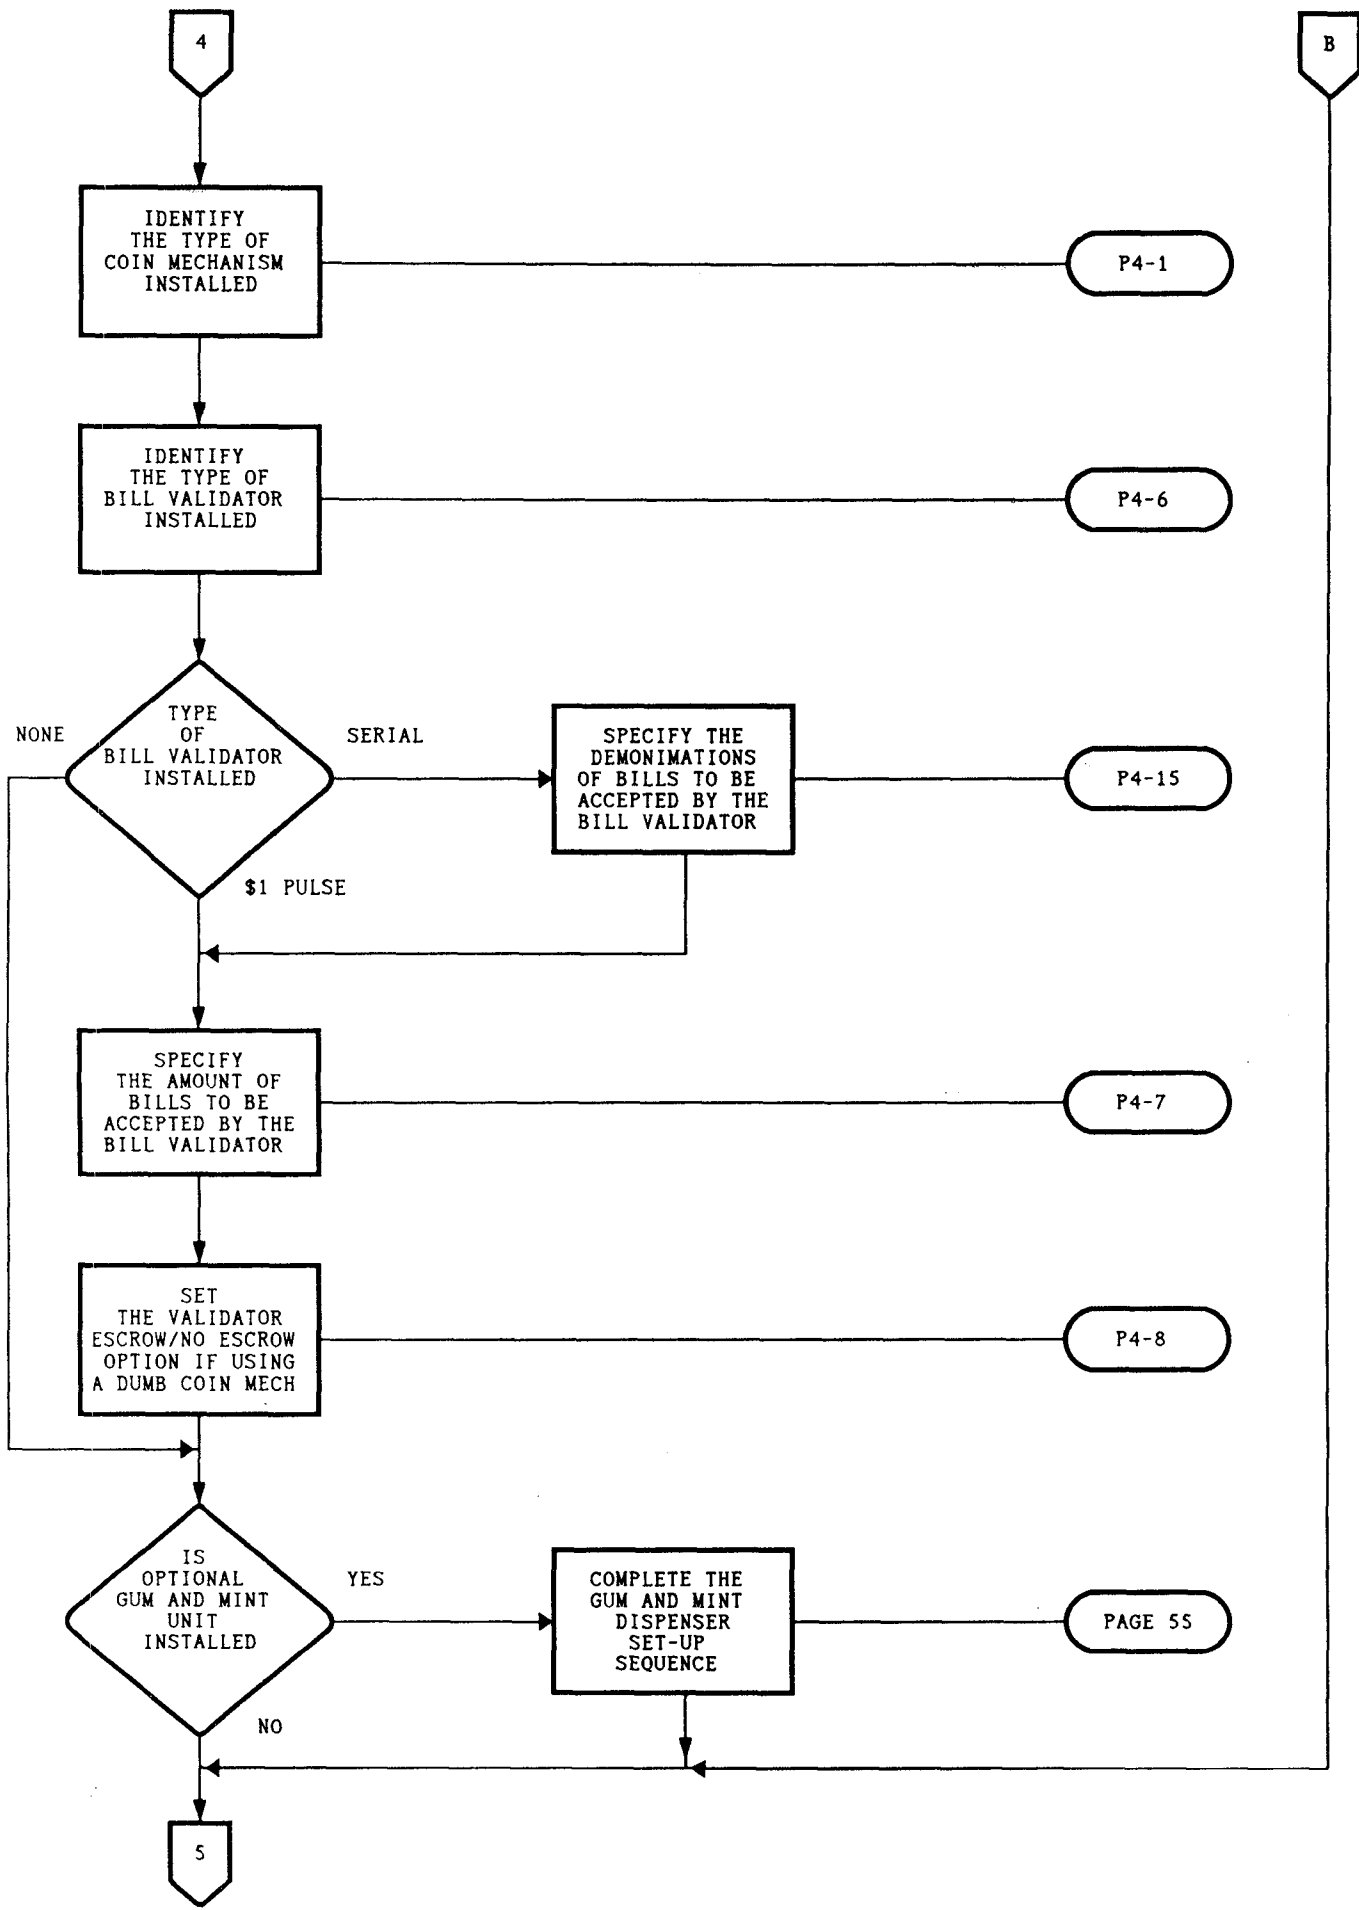 4
B
IDENTIFY
THE TYPE OF
COIN MECHANISM
INSTALLED
P4-1
IDENTIFY
THE TYPE OF
BILL VALIDATOR
INSTALLED
P4-6
NONE
TYPE
OF
BILL VALIDATOR
INSTALLED
SERIAL
$1 PULSE
SPECIFY THE
DEMONIMATIONS
OF BILLS TO BE
ACCEPTED BY THE
BILL VALIDATOR
P4-15
SPECIFY
THE AMOUNT OF
BILLS TO BE
ACCEPTED BY THE
BILL VALIDATOR
P4-7
SET
THE VALIDATOR
ESCROW/NO ESCROW
OPTION IF USING
A DUMB COIN MECH
P4-8
IS
OPTIONAL
GUM AND MINT
UNIT
INSTALLED
YES
NO
COMPLETE THE
GUM AND MINT
DISPENSER
SET-UP
SEQUENCE
PAGE 55
5